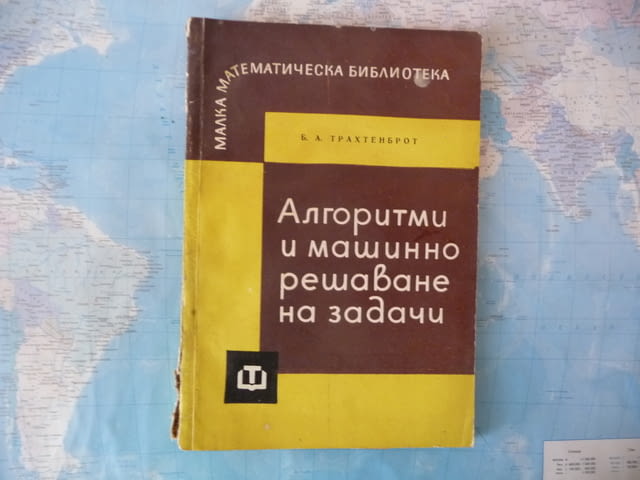 МАЛКА МАТЕМАТИЧЕСКА БИБЛИОТЕКА
Б. А. ТРАХТЕНБРОТ
Алгоритми
и машинно
решаване
на задачи
Т